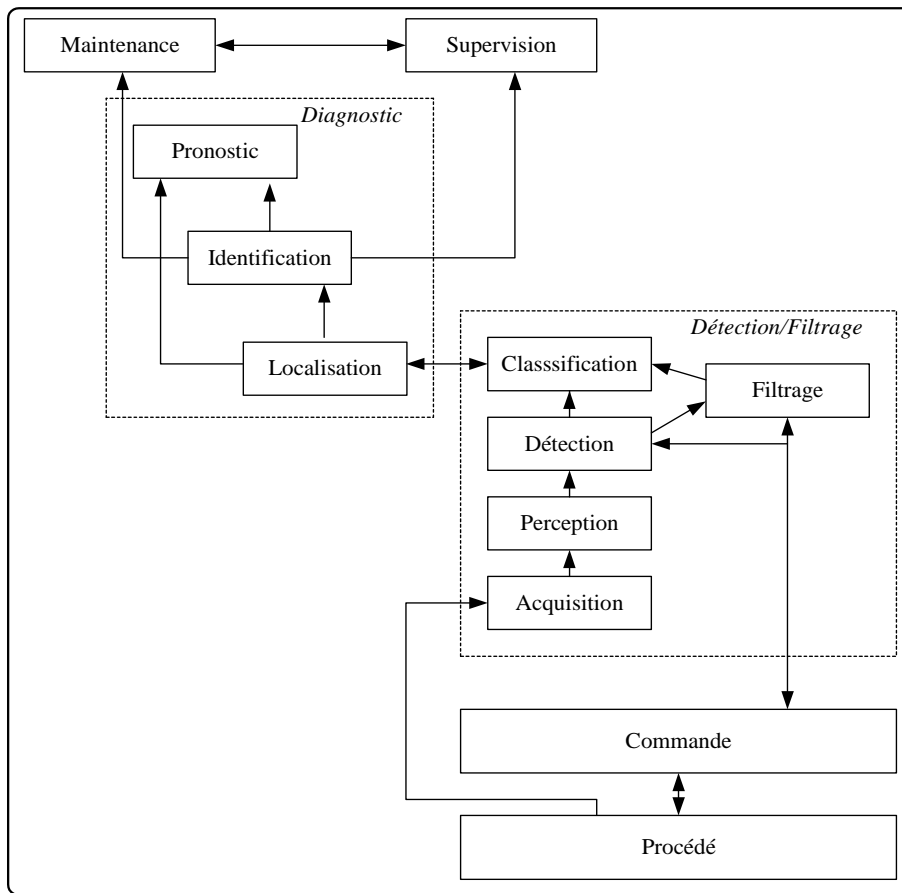 Maintenance
Supervision
Diagnostic
Pronostic
Identification
Localisation
Détection/Filtrage
Classsification
Filtrage
Détection
Perception
Acquisition
Commande
Procédé